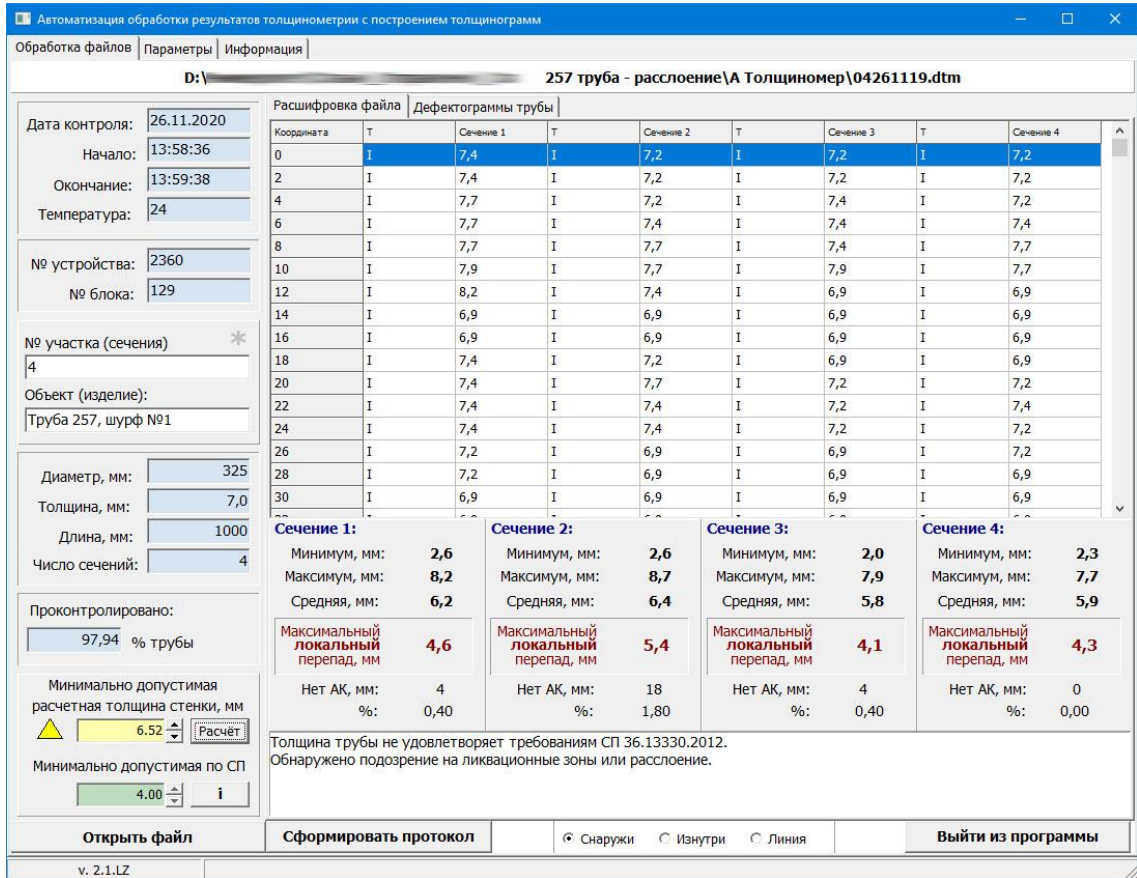 Автоматизация обработки результатов толщинометрии с построением толщинограмм
Обработка файлов Параметры Информация
D:\ 257 труба - расслоение\А Толщиномер\04261119.dtm
Дата контроля: 26.11.2020
Начало: 13:58:36
Окончание: 13:59:38
Температура: 24
№ устройства: 2360
№ блока: 129
№ участка (сечения) *
4
Объект (изделие):
Труба 257, шурф №1
Диаметр, мм: 325
Толщина, мм: 7,0
Длина, мм: 1000
Число сечений: 4
Проконтролировано:
97,94 % трубы
Минимально допустимая
расчетная толщина стенки, мм
6.52 Расчёт
Минимально допустимая по СП
4.00 i
Расшифровка файла Дефектограммы трубы
Координата T Сечение 1 T Сечение 2 T Сечение 3 T Сечение 4
0 I 7,4 I 7,2 I 7,2 I 7,2
2 I 7,4 I 7,2 I 7,2 I 7,2
4 I 7,7 I 7,2 I 7,4 I 7,2
6 I 7,7 I 7,4 I 7,4 I 7,4
8 I 7,7 I 7,7 I 7,4 I 7,7
10 I 7,9 I 7,7 I 7,9 I 7,7
12 I 8,2 I 7,4 I 6,9 I 6,9
14 I 6,9 I 6,9 I 6,9 I 6,9
16 I 6,9 I 6,9 I 6,9 I 6,9
18 I 7,4 I 7,2 I 6,9 I 6,9
20 I 7,4 I 7,7 I 7,2 I 7,2
22 I 7,4 I 7,4 I 7,2 I 7,4
24 I 7,4 I 7,4 I 7,2 I 7,2
26 I 7,2 I 6,9 I 6,9 I 7,2
28 I 7,2 I 6,9 I 6,9 I 6,9
30 I 6,9 I 6,9 I 6,9 I 6,9
Сечение 1: Сечение 2: Сечение 3: Сечение 4:
Минимум, мм: 2,6 Минимум, мм: 2,6 Минимум, мм: 2,0 Минимум, мм: 2,3
Максимум, мм: 8,2 Максимум, мм: 8,7 Максимум, мм: 7,9 Максимум, мм: 7,7
Средняя, мм: 6,2 Средняя, мм: 6,4 Средняя, мм: 5,8 Средняя, мм: 5,9
Максимальный Максимальный Максимальный Максимальный
локальный 4,6 локальный 5,4 локальный 4,1 локальный 4,3
перепад, мм перепад, мм перепад, мм перепад, мм
Нет АК, мм: 4 Нет АК, мм: 18 Нет АК, мм: 4 Нет АК, мм: 0
%: 0,40 %: 1,80 %: 0,40 %: 0,00
Толщина трубы не удовлетворяет требованиям СП 36.13330.2012.
Обнаружено подозрение на ликвационные зоны или расслоение.
Открыть файл Сформировать протокол Снаружи Изнутри Линия Выйти из программы
v. 2.1.LZ